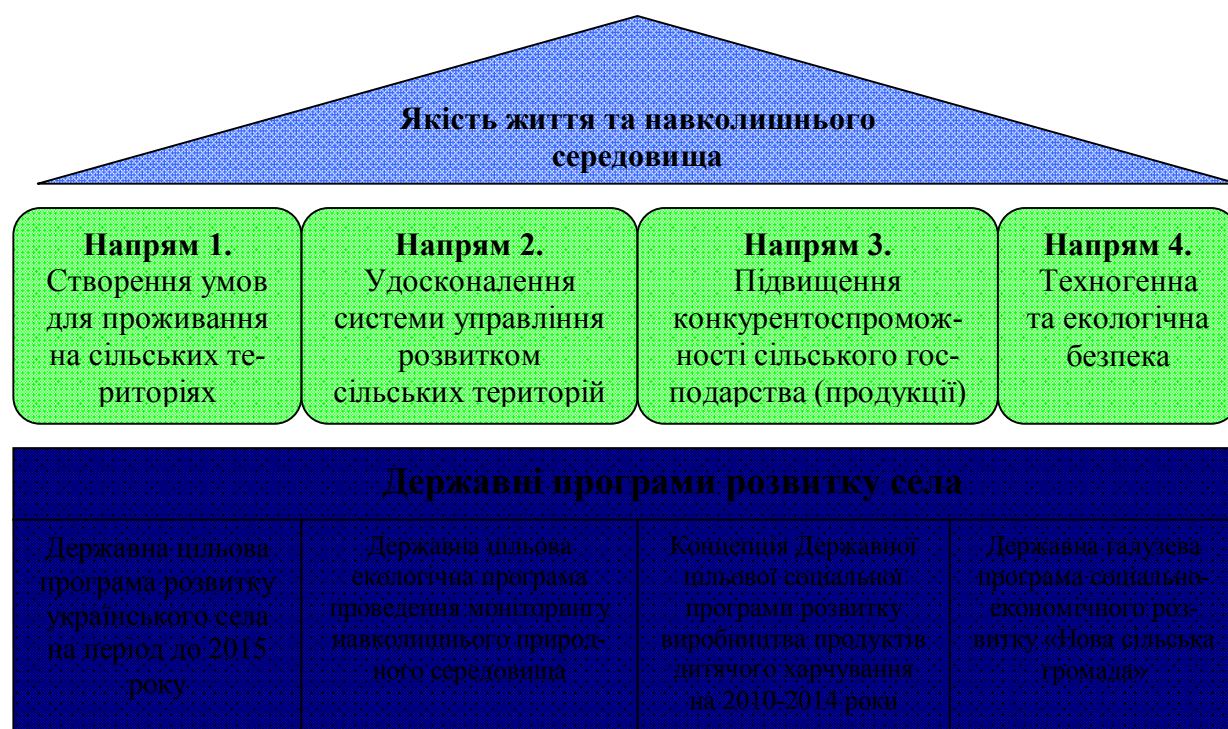 Якість життя та навколишнього
середовища
Напрям 1.
Створення умов
для проживання
на сільських те-
риторіях
Напрям 2.
Удосконалення
системи управління
розвитком
сільських територій
Напрям 3.
Підвищення
конкурентоспромож-
ності сільського гос-
подарства (продукції)
Напрям 4.
Техногенна
та екологічна
безпека
Державні програми розвитку села
Державна цільова
програма розвитку
українського села
на період до 2015
року
Державна цільова
екологічна програма
проведення моніторингу
навколишнього природ-
ного середовища
Концепція Державної
цільової соціальної
програми розвитку
виробництва продуктів
дитячого харчування
на 2010-2014 роки
Державна галузева
програма соціально-
економічного роз-
витку «Нова сільська
громада»